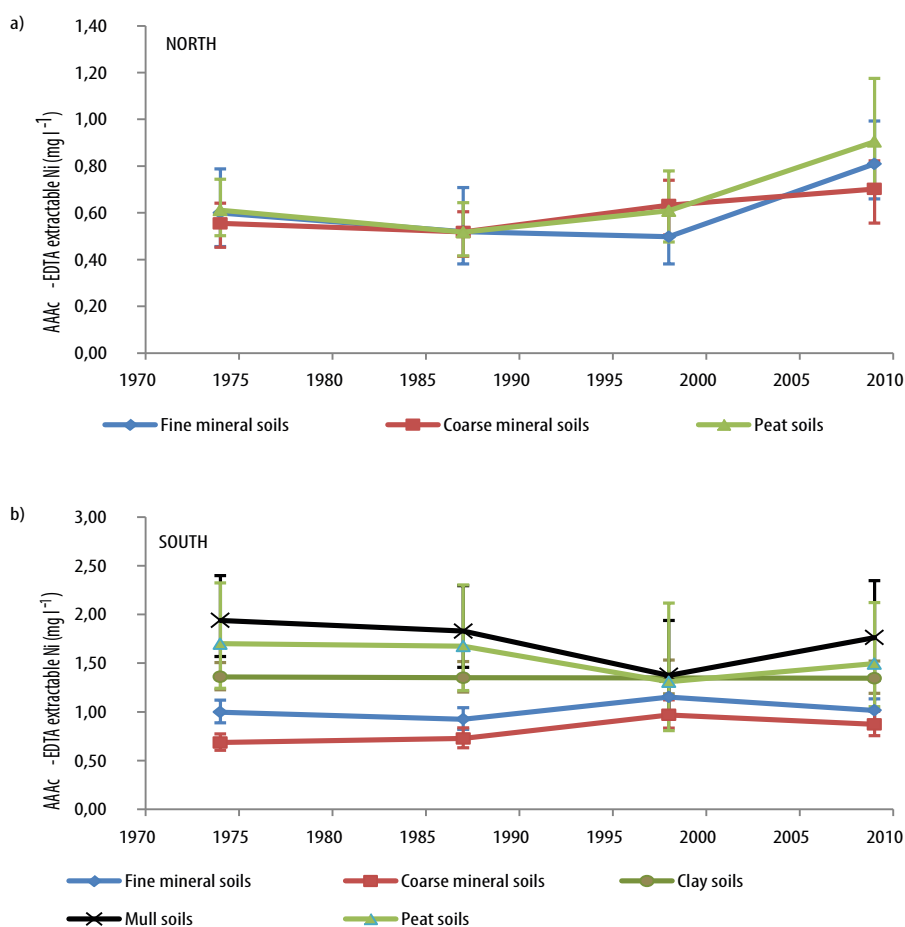 a)
NORTH
AAAc -EDTA extractable Ni (mg l⁻¹)
1,40
1,20
1,00
0,80
0,60
0,40
0,20
0,00
1970 1975 1980 1985 1990 1995 2000 2005 2010
Fine mineral soils Coarse mineral soils Peat soils
b)
SOUTH
AAAc -EDTA extractable Ni (mg l⁻¹)
3,00
2,50
2,00
1,50
1,00
0,50
0,00
1970 1975 1980 1985 1990 1995 2000 2005 2010
Fine mineral soils Coarse mineral soils Clay soils
Mull soils Peat soils